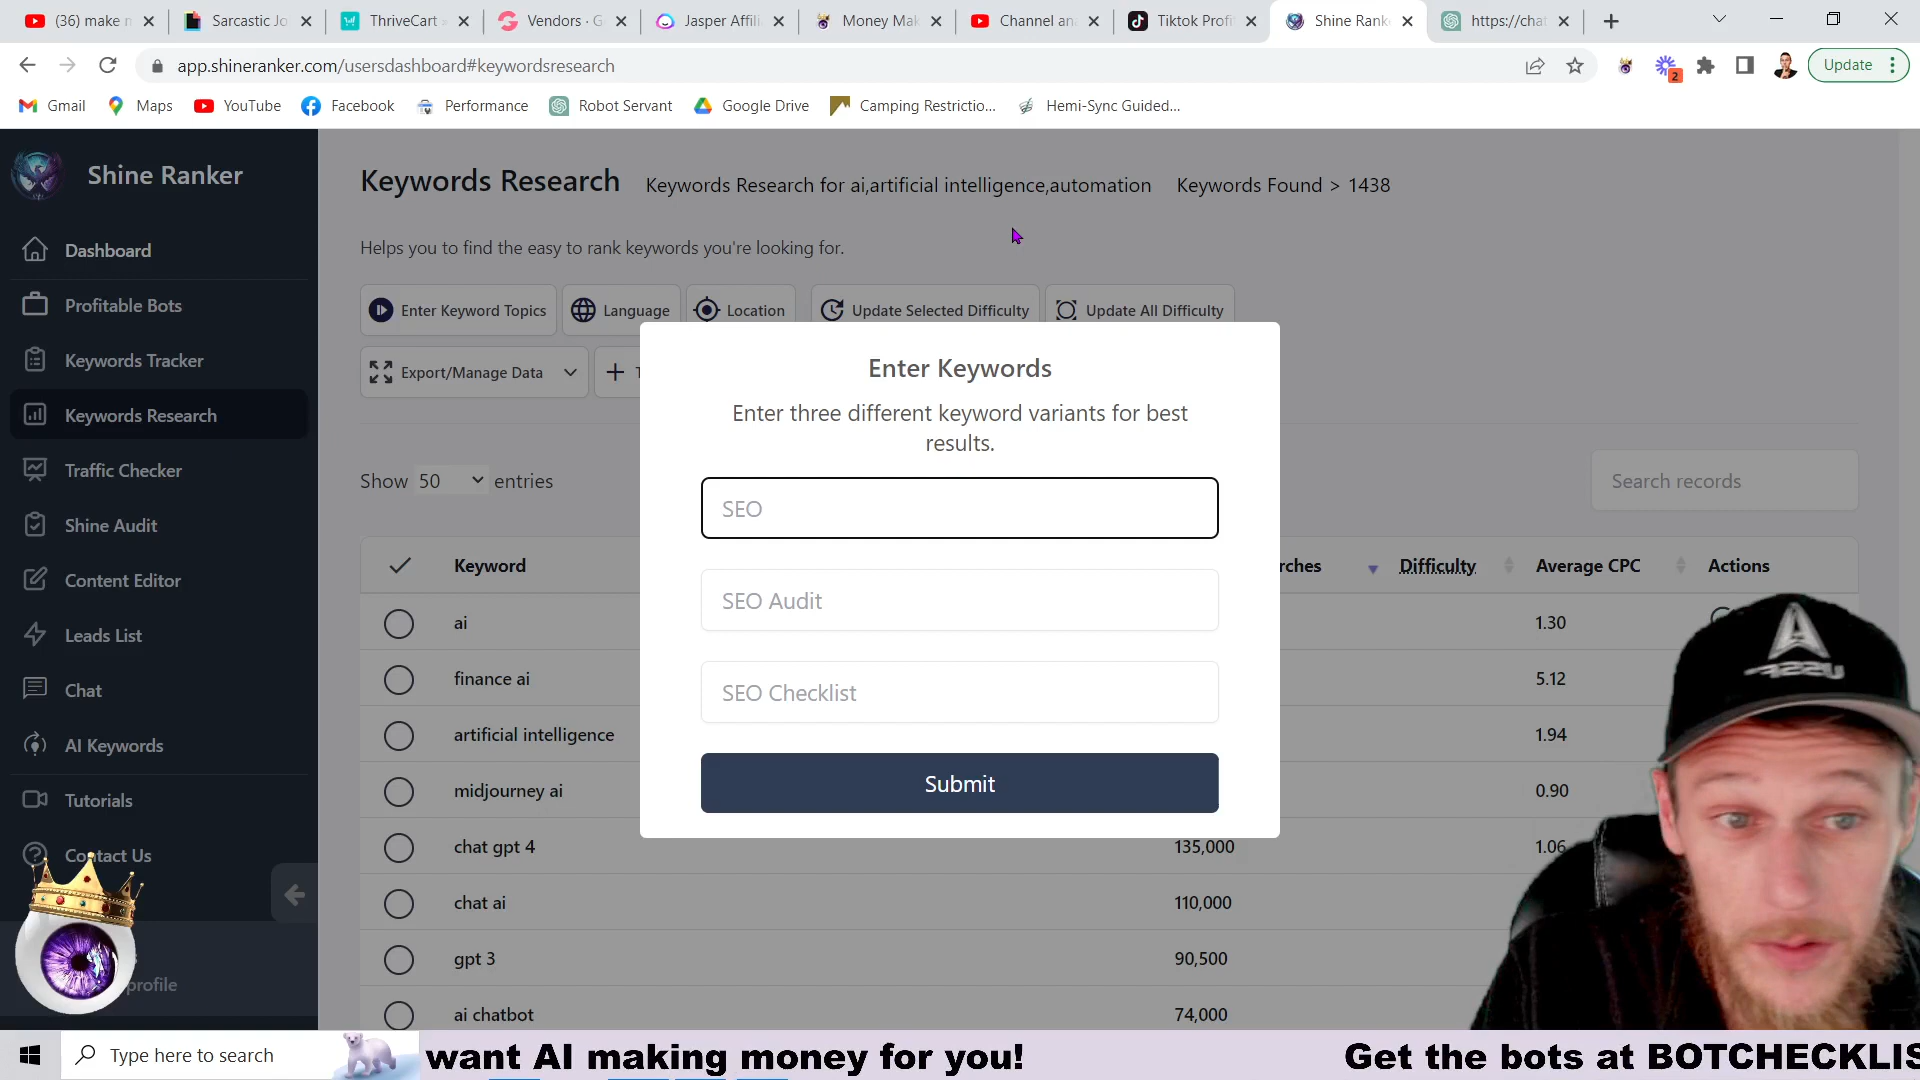 (36) make
Sarcastic Jo
ThriveCart
Vendors · G
Jasper Affili
Money Mak
Channel an
Tiktok Profi
Shine Rank
https://cha
app.shineranker.com/usersdashboard#keywordsresearch
2
Update
Gmail
Maps
YouTube
Facebook
Performance
Robot Servant
Google Drive
Camping Restrictio...
Hemi-Sync Guided...
Shine Ranker
Dashboard
Profitable Bots
Keywords Tracker
Keywords Research
Traffic Checker
Shine Audit
Content Editor
Leads List
Chat
AI Keywords
Tutorials
Contact Us
profile
Keywords Research
Keywords Research for ai,artificial intelligence,automation
Keywords Found > 1438
Helps you to find the easy to rank keywords you're looking for.
Enter Keyword Topics
Language
Location
Update Selected Difficulty
Update All Difficulty
Export/Manage Data
Enter Keywords
Enter three different keyword variants for best
results.
SEO
SEO Audit
SEO Checklist
Submit
Show 50 entries
Search records
Keyword
rches
Difficulty
Average CPC
Actions
ai
1.30
finance ai
5.12
artificial intelligence
1.94
midjourney ai
0.90
chat gpt 4
135,000
1.06
chat ai
110,000
gpt 3
90,500
ai chatbot
74,000
Type here to search
want AI making money for you!
Get the bots at BOTCHECKLIS